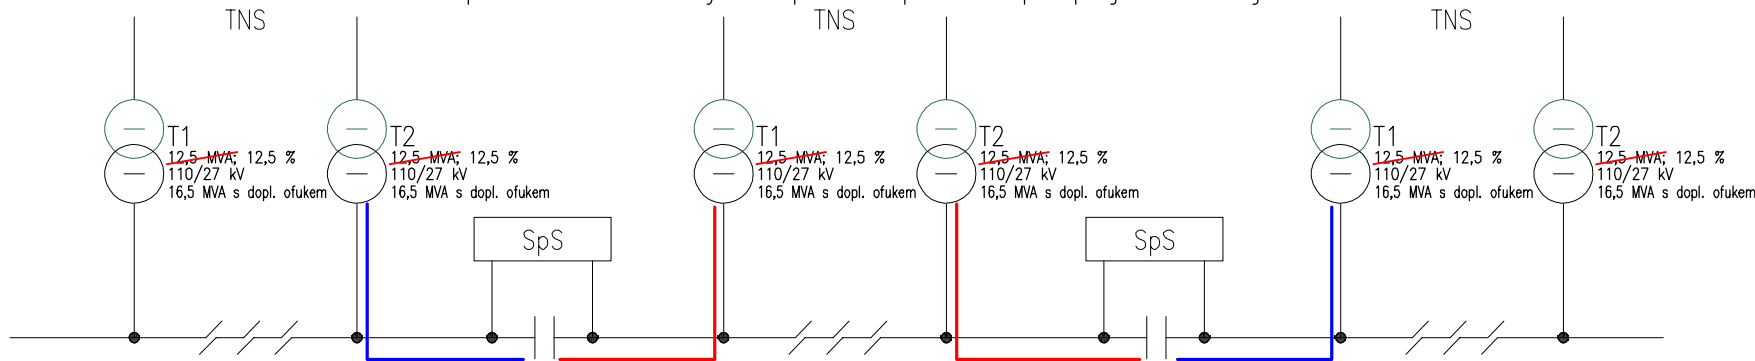 TNS TNS TNS
T1
12,5 MVA; 12,5 %
110/27 kV
16,5 MVA s dopl. ofukem
T2
12,5 MVA; 12,5 %
110/27 kV
16,5 MVA s dopl. ofukem
T1
12,5 MVA; 12,5 %
110/27 kV
16,5 MVA s dopl. ofukem
T2
12,5 MVA; 12,5 %
110/27 kV
16,5 MVA s dopl. ofukem
T1
12,5 MVA; 12,5 %
110/27 kV
16,5 MVA s dopl. ofukem
T2
12,5 MVA; 12,5 %
110/27 kV
16,5 MVA s dopl. ofukem
SpS
SpS